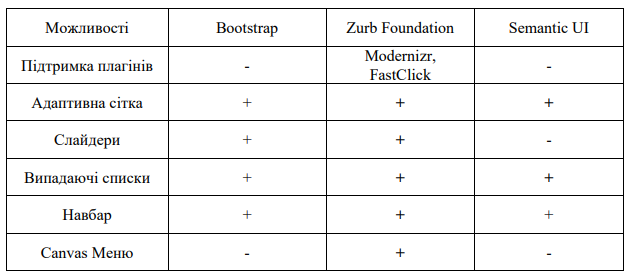 Можливості Bootstrap Zurb Foundation Semantic UI
Підтримка плагінів - Modernizr, FastClick -
Адаптивна сітка + + +
Слайдери + + -
Випадаючі списки + + +
Навбар + + +
Canvas Меню - + -